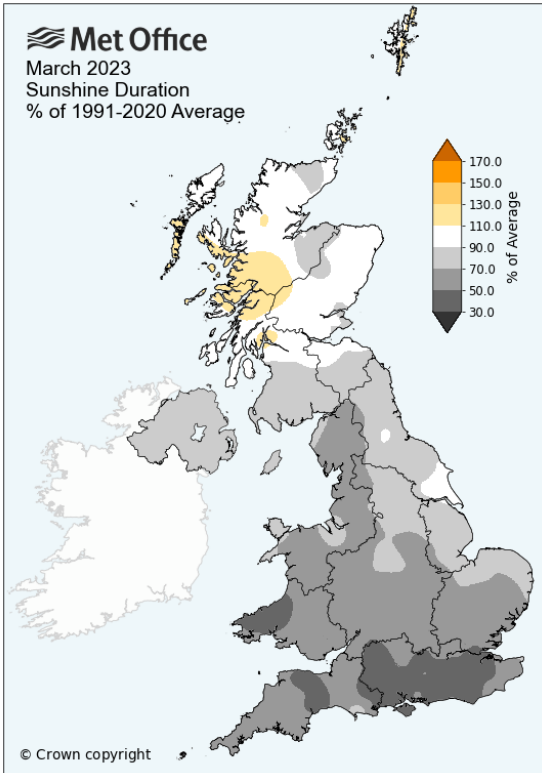 Met Office
March 2023
Sunshine Duration
% of 1991-2020 Average
170.0
150.0
130.0
110.0
90.0
70.0
50.0
30.0
% of Average
© Crown copyright